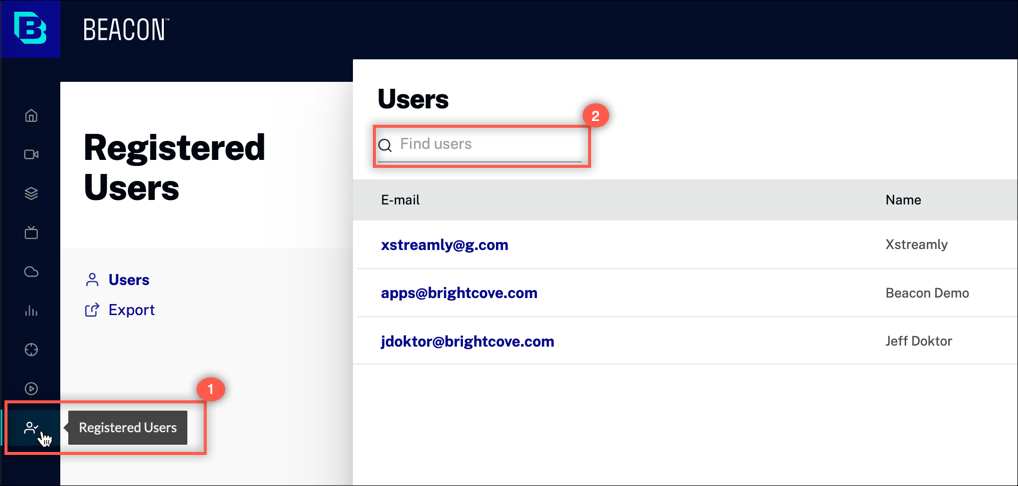 BEACON™
Registered
Users
Users
Export
1
Registered Users
Users
2
Find users
E-mail Name
xstreamly@g.com Xstreamly
apps@brightcove.com Beacon Demo
jdoktor@brightcove.com Jeff Doktor